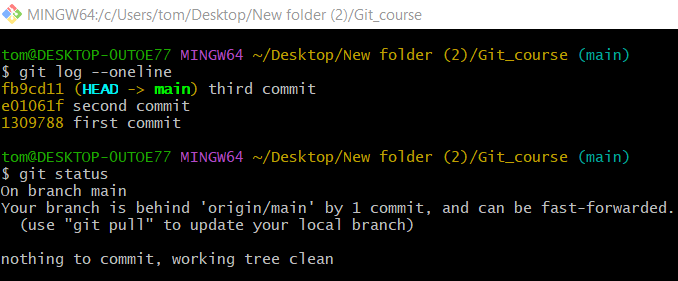 MINGW64:/c/Users/tom/Desktop/New folder (2)/Git_course
tom@DESKTOP-OUTOE77 MINGW64 ~/Desktop/New folder (2)/Git_course (main)
$ git log --oneline
fb9cd11 (HEAD -> main) third commit
e01061f second commit
1309788 first commit
tom@DESKTOP-OUTOE77 MINGW64 ~/Desktop/New folder (2)/Git_course (main)
$ git status
On branch main
Your branch is behind 'origin/main' by 1 commit, and can be fast-forwarded.
  (use "git pull" to update your local branch)
nothing to commit, working tree clean